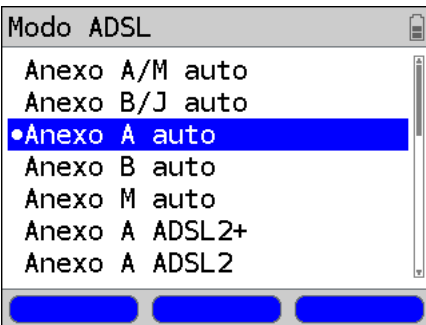 Modo ADSL
Anexo A/M auto
Anexo B/J auto
•Anexo A auto
Anexo B auto
Anexo M auto
Anexo A ADSL2+
Anexo A ADSL2